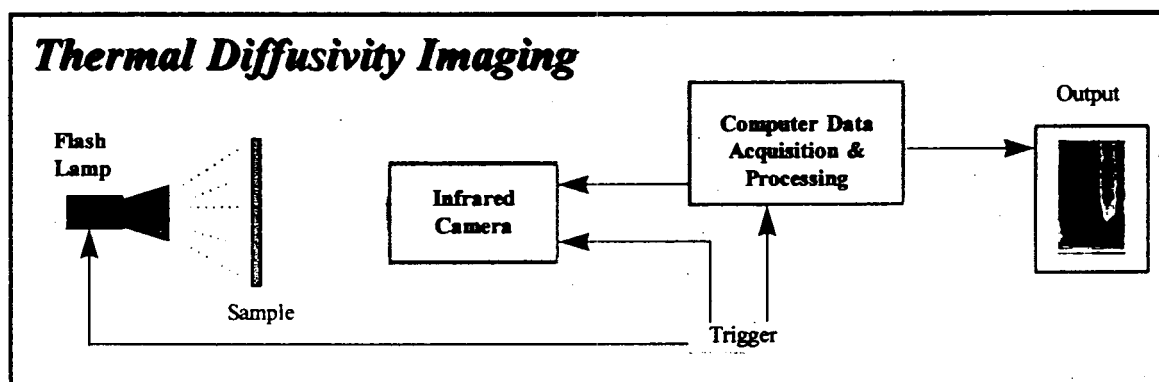 Thermal Diffusivity Imaging
Flash
Lamp
Sample
Infrared
Camera
Computer Data
Acquisition &
Processing
Output
Trigger